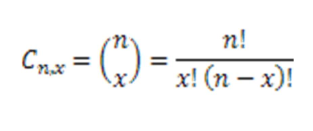 C_{n,x} = \binom{n}{x} = \frac{n!}{x!(n-x)!}